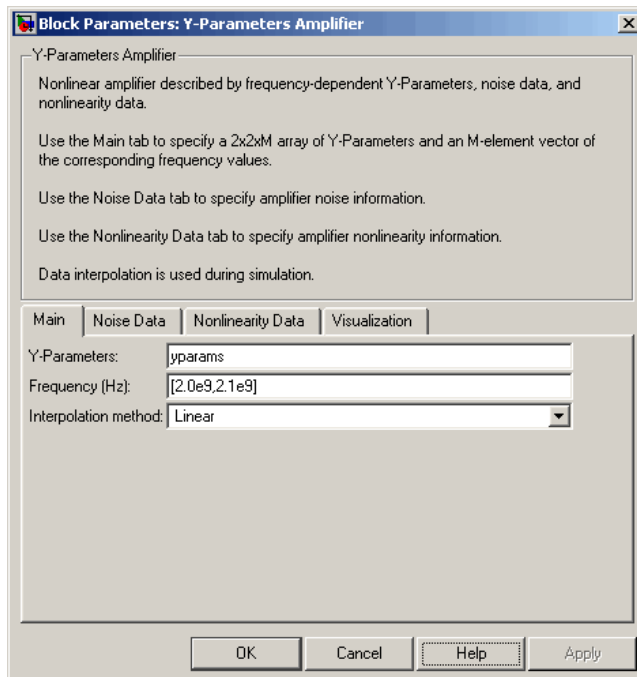 Block Parameters: Y-Parameters Amplifier
Y-Parameters Amplifier
Nonlinear amplifier described by frequency-dependent Y-Parameters, noise data, and
nonlinearity data.
Use the Main tab to specify a 2x2xM array of Y-Parameters and an M-element vector of
the corresponding frequency values.
Use the Noise Data tab to specify amplifier noise information.
Use the Nonlinearity Data tab to specify amplifier nonlinearity information.
Data interpolation is used during simulation.
Main Noise Data Nonlinearity Data Visualization
Y-Parameters: yparams
Frequency (Hz): [2.0e9,2.1e9]
Interpolation method: Linear
OK Cancel Help Apply